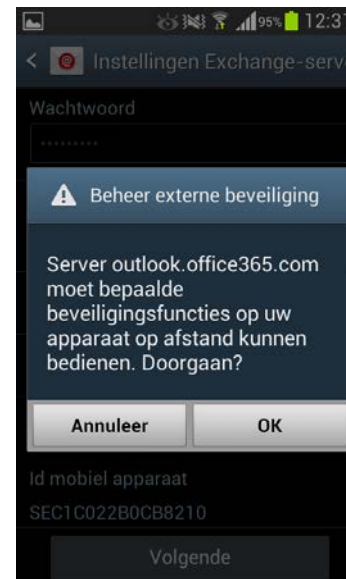 95% 12:37
Instellingen Exchange-serv
Wachtwoord
.........
Beheer externe beveiliging
Server outlook.office365.com
moet bepaalde
beveiligingsfuncties op uw
apparaat op afstand kunnen
bedienen. Doorgaan?
Annuleer OK
Id mobiel apparaat
SEC1C022B0CB8210
Volgende